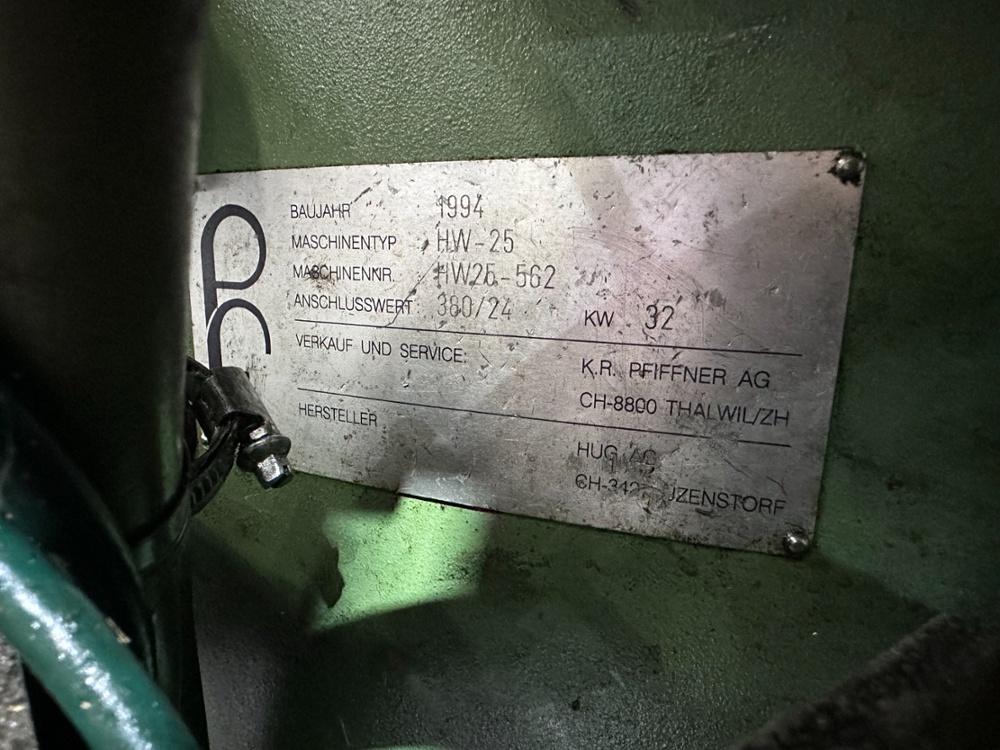 BAUJAHR 1994
MASCHINENTYP HW-25
MASCHINENNR. HW25-562
ANSCHLUSSWERT 380/24 KW 32
VERKAUF UND SERVICE: K.R. PFIFFNER AG
CH-8800 THALWIL/ZH
HERSTELLER HUG AG